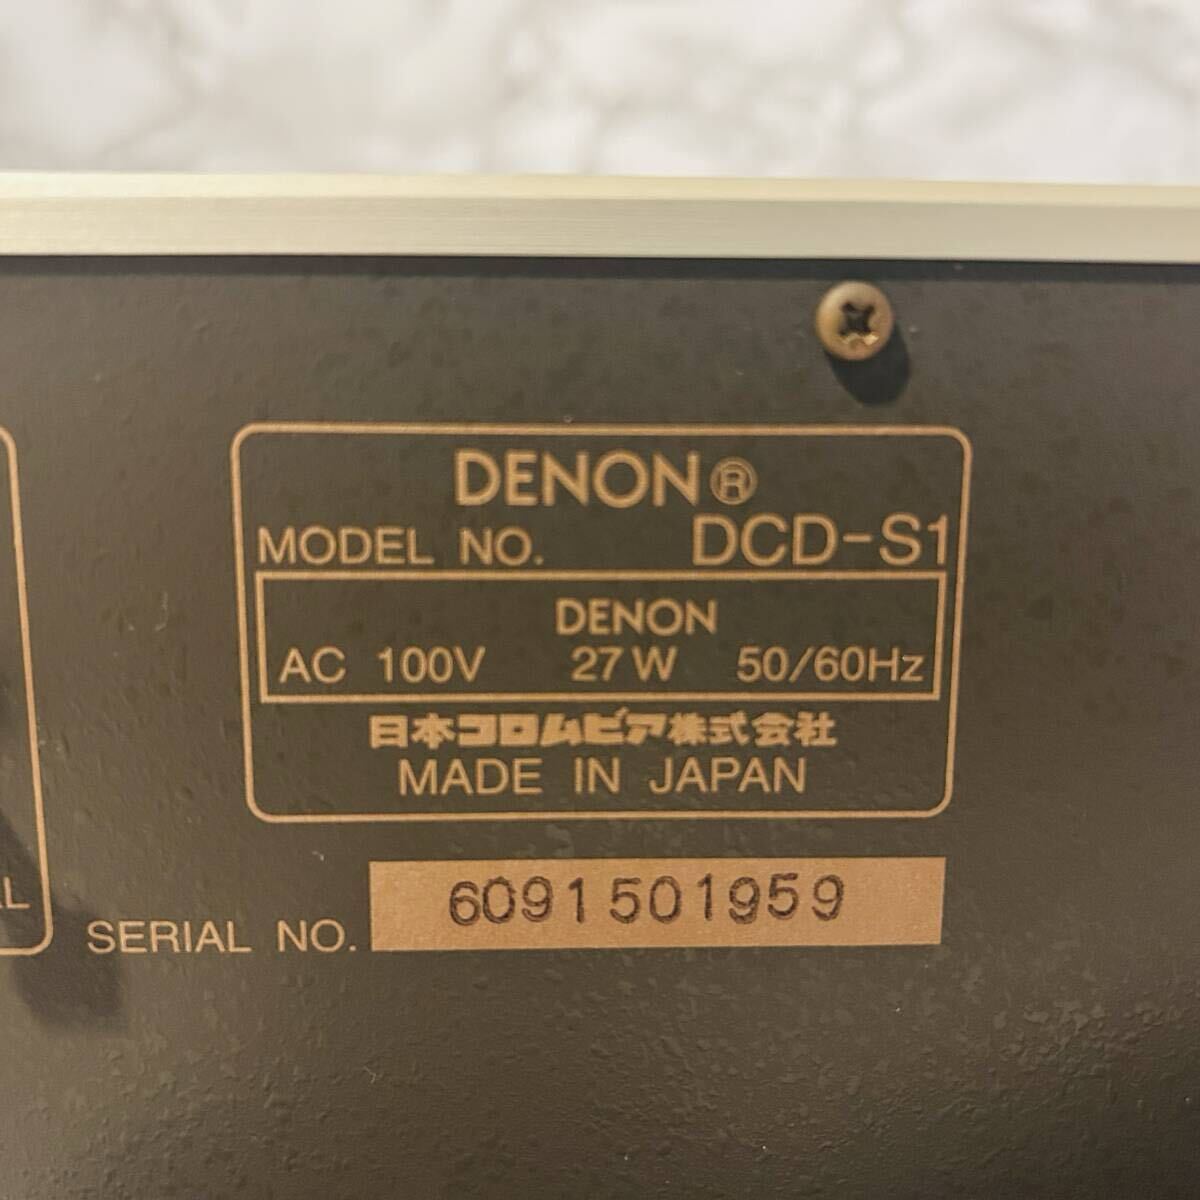 DENON®
MODEL NO. DCD-S1
DENON
AC 100V 27W 50/60Hz
日本コロムビア株式会社
MADE IN JAPAN
AL
SERIAL NO. 6091501959